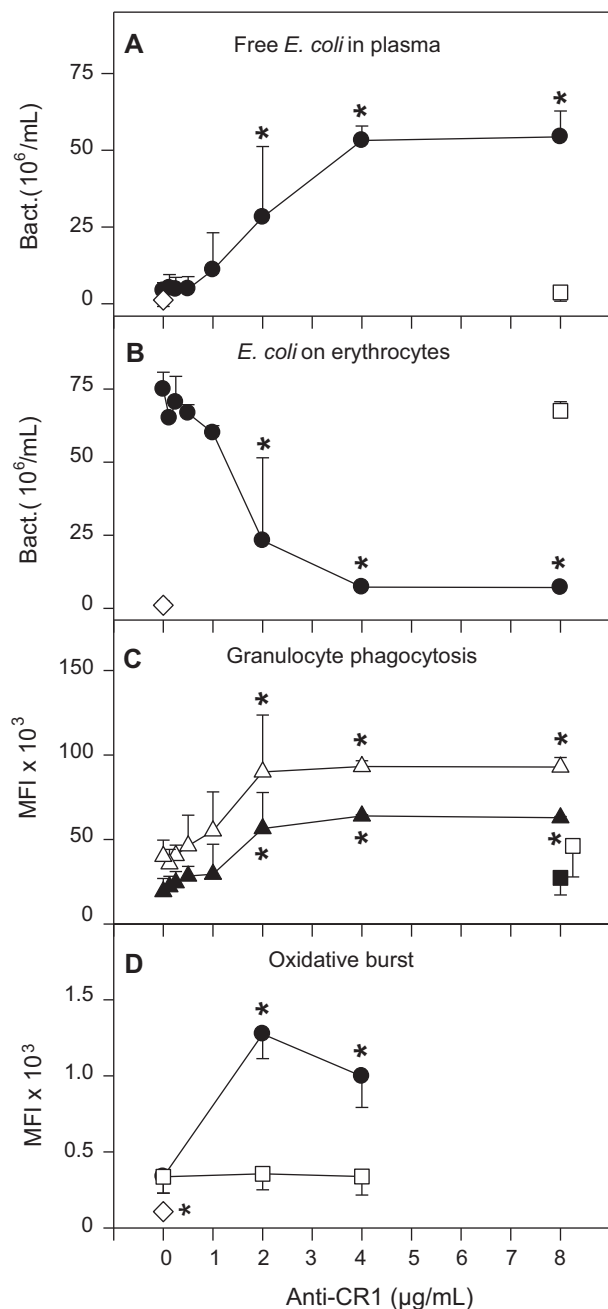 A Free E. coli in plasma
75
50
25
0
Bact.(10⁶/mL)
* * *
B E. coli on erythrocytes
75
50
25
0
Bact.(10⁶/mL)
* * *
C Granulocyte phagocytosis
150
100
50
0
MFI x 10³
* * *
* * *
D Oxidative burst
1.5
1.0
0.5
0
MFI x 10³
* *
*
0 1 2 3 4 5 6 7 8
Anti-CR1 (µg/mL)